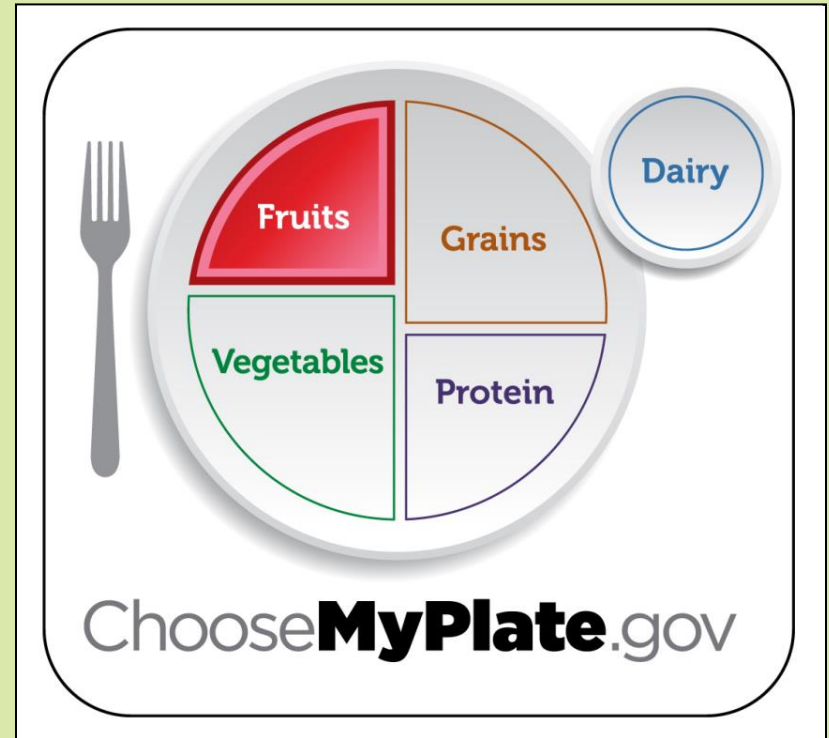 Fruits
Grains
Dairy
Vegetables
Protein
ChooseMyPlate.gov